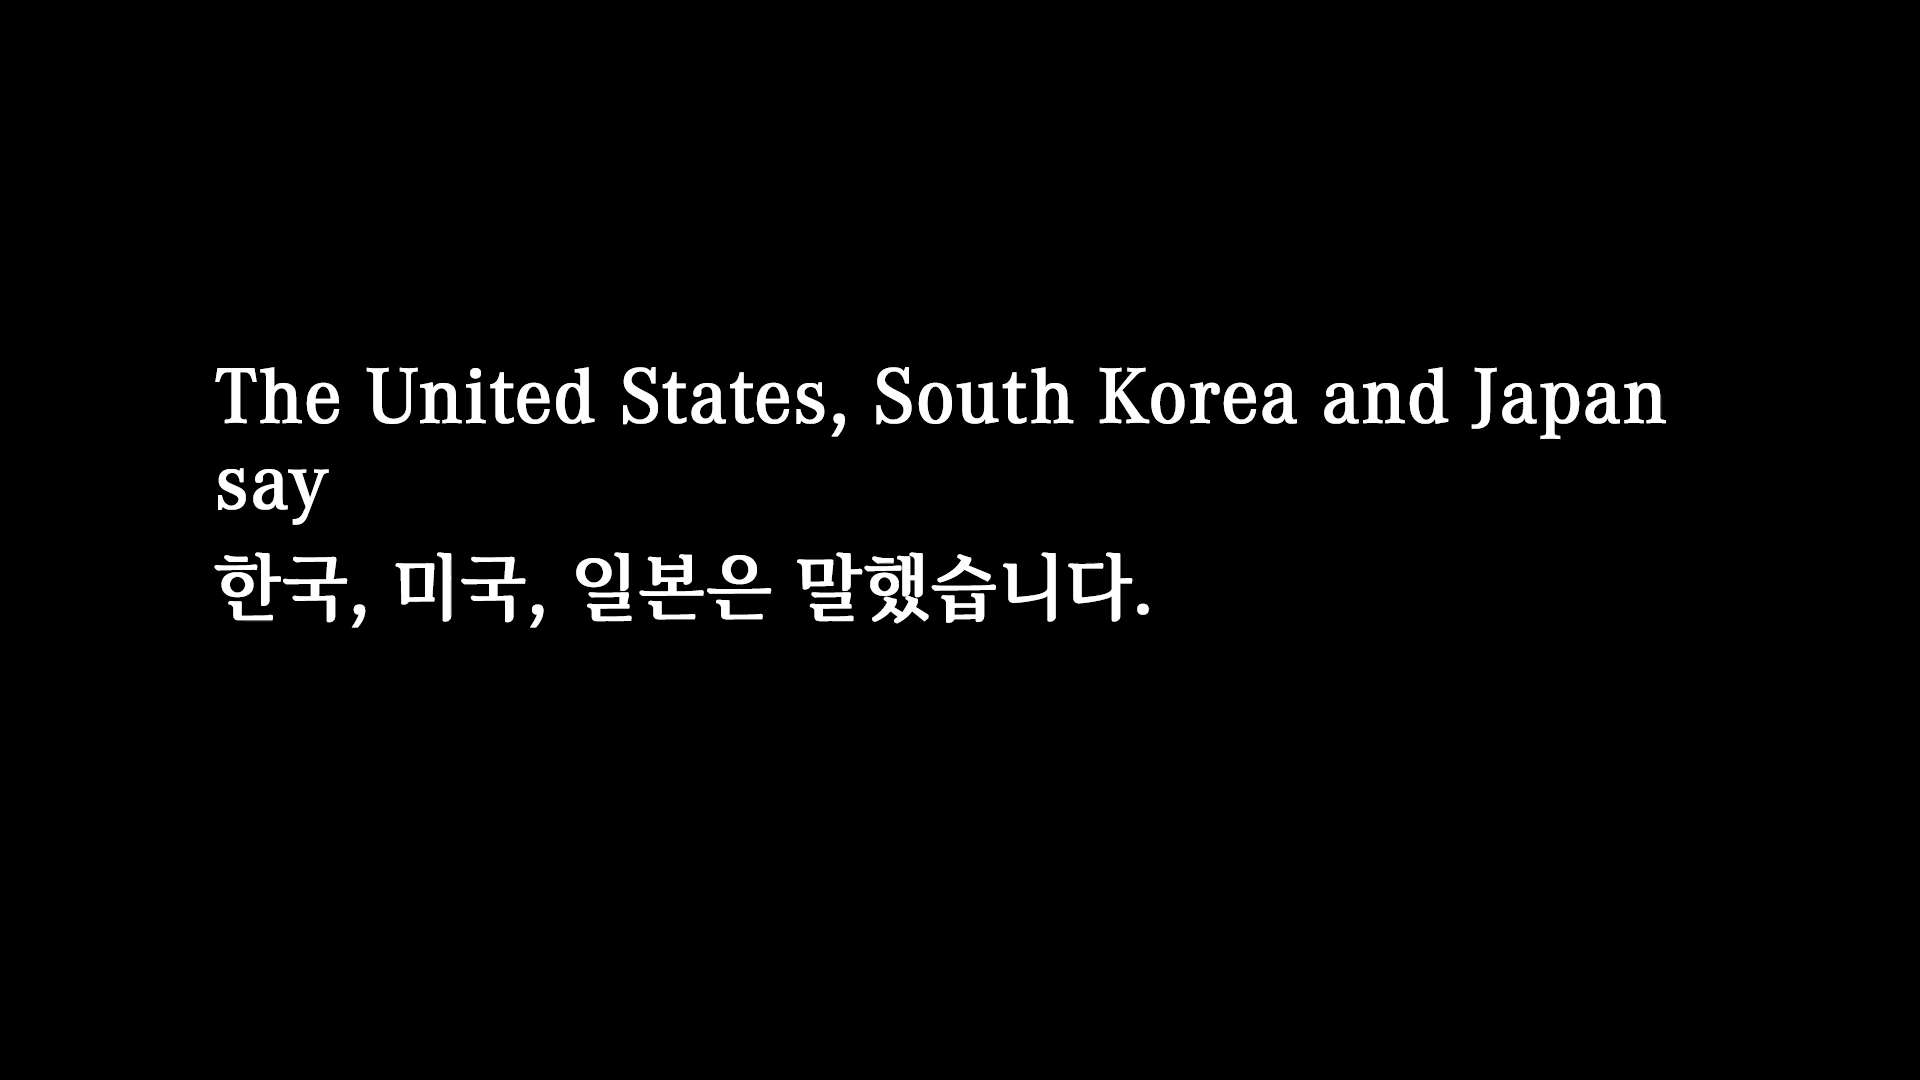 The United States, South Korea and Japan
say
한국, 미국, 일본은 말했습니다.